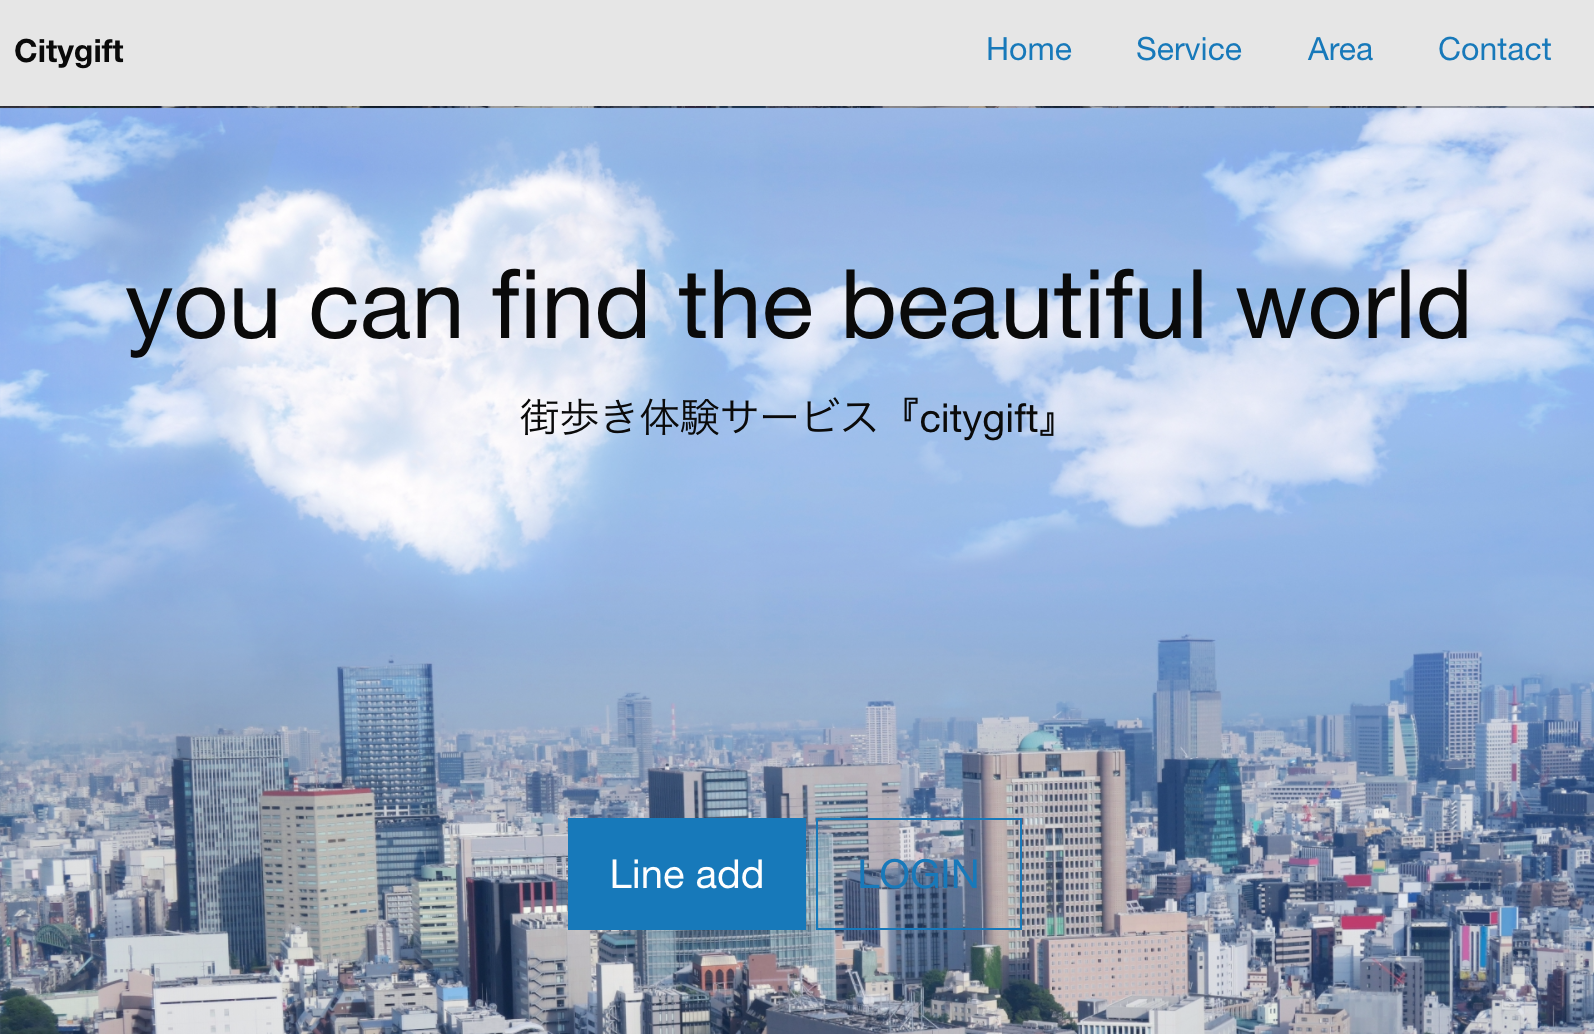 Citygift
Home Service Area Contact
you can find the beautiful world
街歩き体験サービス『citygift』
Line add
LOGIN